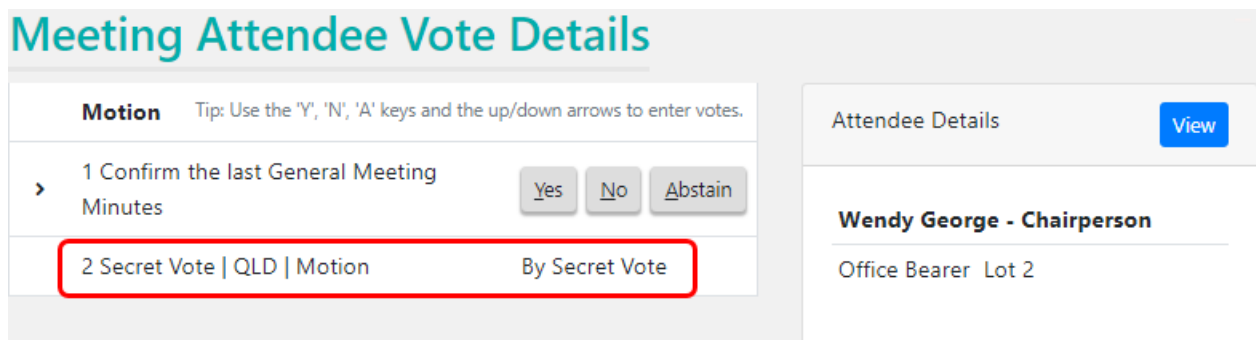 Meeting Attendee Vote Details
Motion Tip: Use the 'Y', 'N', 'A' keys and the up/down arrows to enter votes.
1 Confirm the last General Meeting
Minutes
Yes No Abstain
2 Secret Vote | QLD | Motion By Secret Vote
Attendee Details View
Wendy George - Chairperson
Office Bearer Lot 2